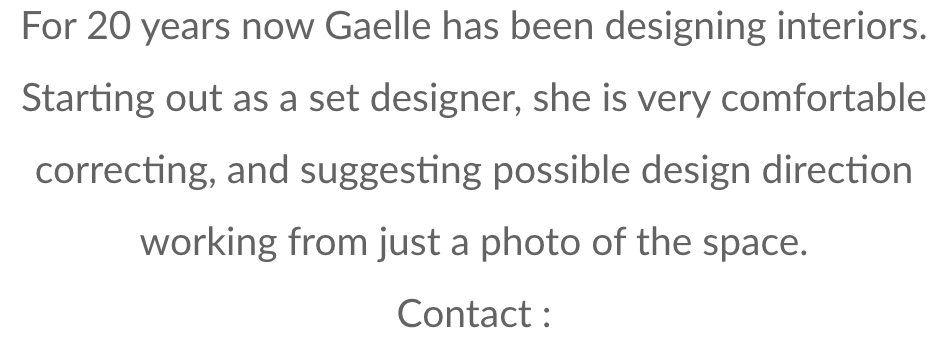 For 20 years now Gaelle has been designing interiors.
Starting out as a set designer, she is very comfortable
correcting, and suggesting possible design direction
working from just a photo of the space.
Contact :